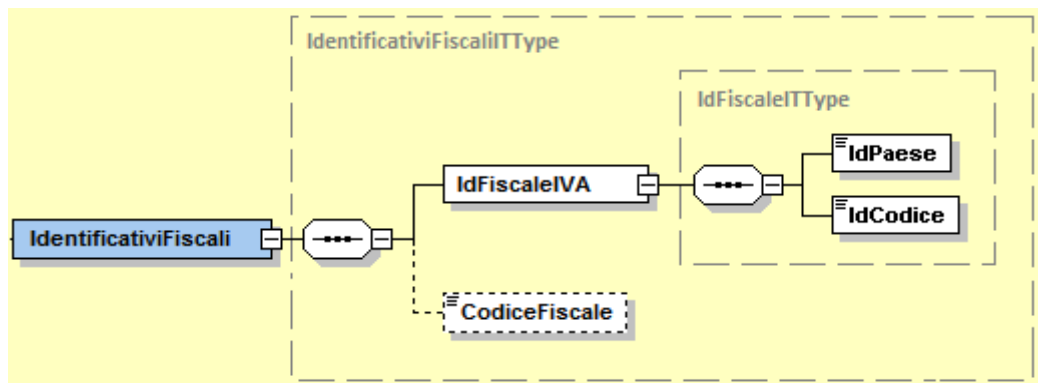 IdentificativiFiscaliITType
IdFiscaleITType
IdPaese
IdFiscaleIVA
IdCodice
IdentificativiFiscali
CodiceFiscale